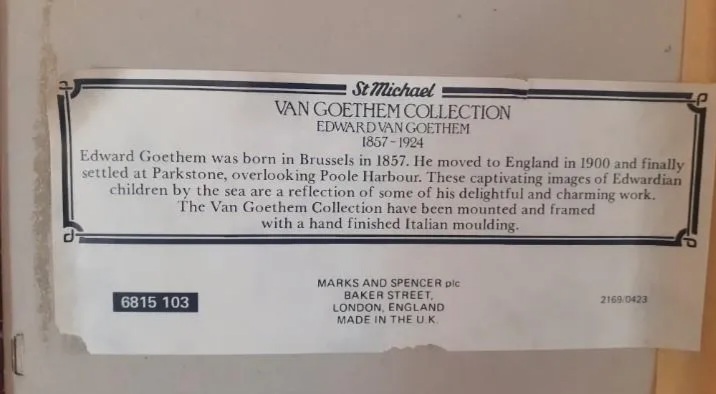 St Michael
VAN GOETHEM COLLECTION
EDWARD VAN GOETHEM
1857-1924
Edward Goethem was born in Brussels in 1857. He moved to England in 1900 and finally
settled at Parkstone, overlooking Poole Harbour. These captivating images of Edwardian
children by the sea are a reflection of some of his delightful and charming work.
The Van Goethem Collection have been mounted and framed
with a hand finished Italian moulding.
6815 103
MARKS AND SPENCER plc
BAKER STREET,
LONDON, ENGLAND
MADE IN THE U.K.
2169/0423